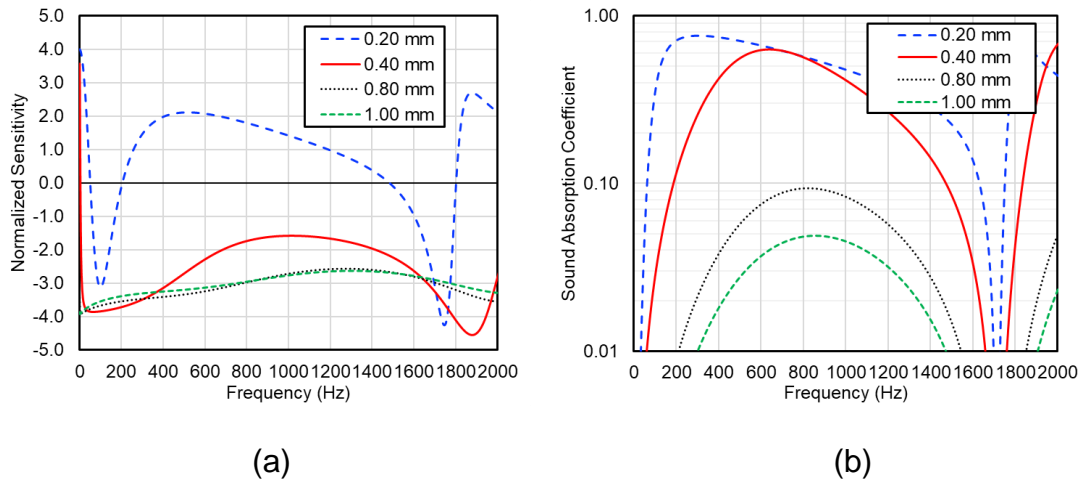 5.0
4.0
3.0
2.0
1.0
0.0
-1.0
-2.0
-3.0
-4.0
-5.0
Normalized Sensitivity
0.20 mm
0.40 mm
0.80 mm
1.00 mm
0 200 400 600 800 1000 1200 1400 1600 1800 2000
Frequency (Hz)
(a)
1.00
0.10
0.01
Sound Absorption Coefficient
0.20 mm
0.40 mm
0.80 mm
1.00 mm
0 200 400 600 800 1000 1200 1400 1600 1800 2000
Frequency (Hz)
(b)